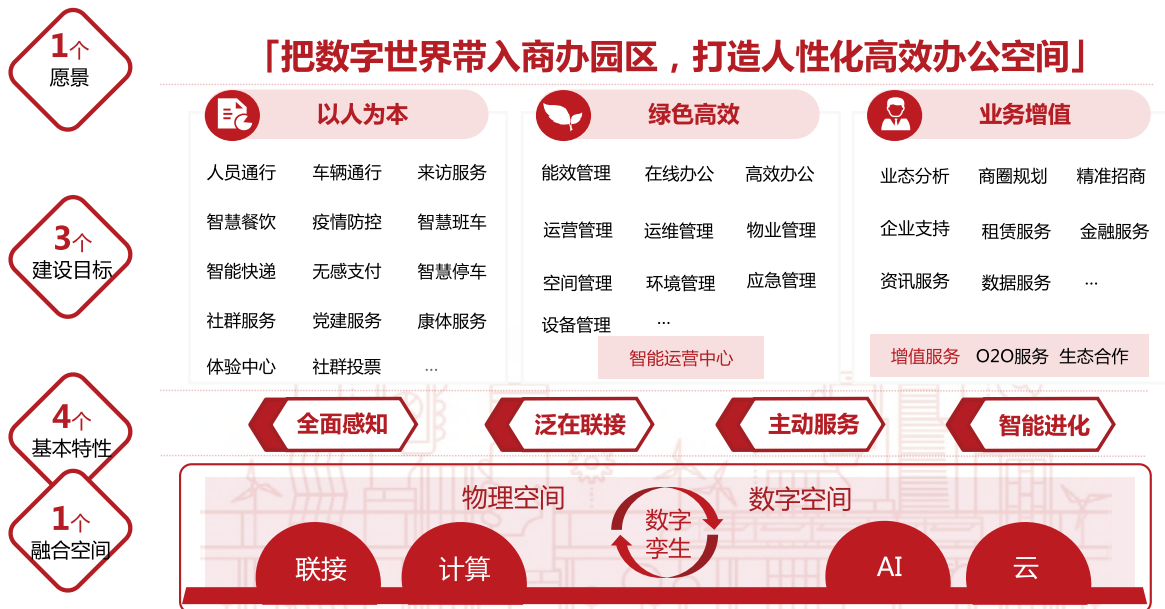 1个
愿景
「把数字世界带入商办园区，打造人性化高效办公空间」
3个
建设目标
以人为本
人员通行 车辆通行 来访服务
智慧餐饮 疫情防控 智慧班车
智能快递 无感支付 智慧停车
社群服务 党建服务 康体服务
体验中心 社群投票 ...
绿色高效
能效管理 在线办公 高效办公
运营管理 运维管理 物业管理
空间管理 环境管理 应急管理
设备管理 ...
智能运营中心
业务增值
业态分析 商圈规划 精准招商
企业支持 租赁服务 金融服务
资讯服务 数据服务 ...
增值服务 O2O服务 生态合作
4个
基本特性
全面感知 泛在联接 主动服务 智能进化
1个
融合空间
物理空间 数字空间
数字
孪生
联接 计算 AI 云